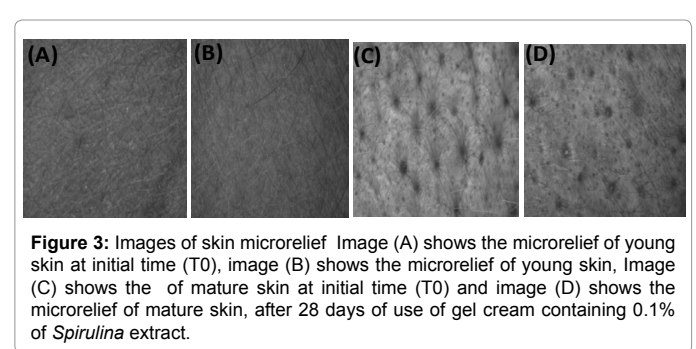 (A) (B) (C) (D)
Figure 3: Images of skin microrelief Image (A) shows the microrelief of young
skin at initial time (T0), image (B) shows the microrelief of young skin, Image
(C) shows the of mature skin at initial time (T0) and image (D) shows the
microrelief of mature skin, after 28 days of use of gel cream containing 0.1%
of Spirulina extract.